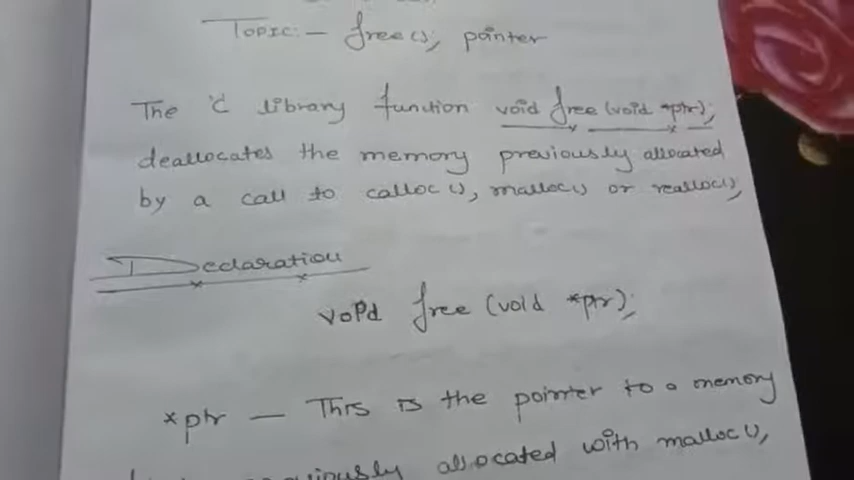 Topic:- free(); pointer
The 'C library function void free(void *ptr);
deallocates the memory previously allocated
by a call to calloc(), malloc() or realloc();
Declaration
void free (void *ptr);
*ptr — This is the pointer to a memory
previously allocated with malloc(),